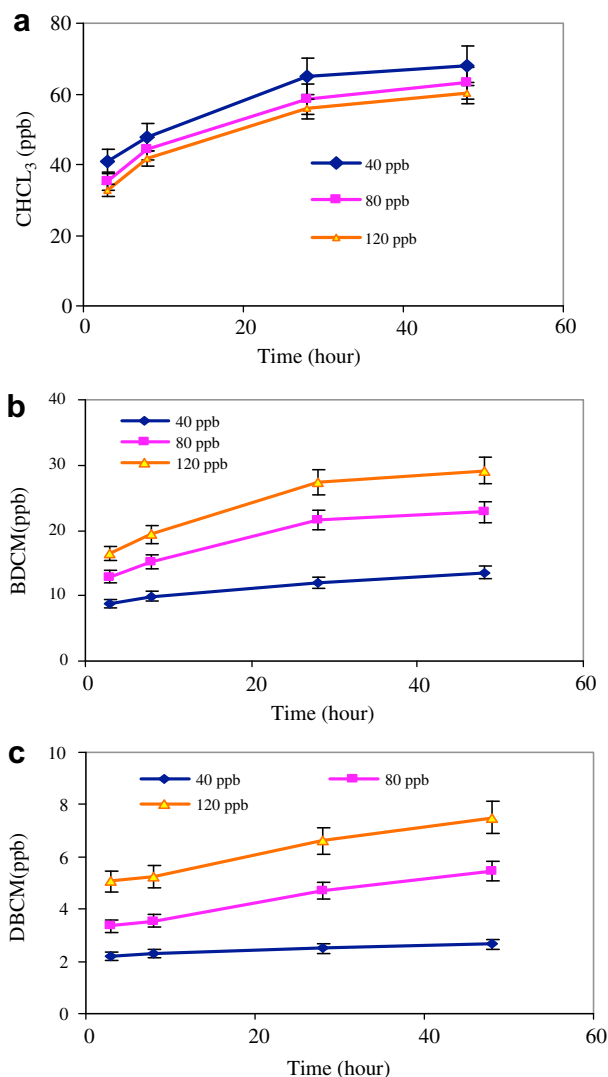 a
80
60
40
20
0
CHCL₃ (ppb)
40 ppb
80 ppb
120 ppb
0 20 40 60
Time (hour)
b
40
30
20
10
0
BDCM(ppb)
40 ppb
80 ppb
120 ppb
0 20 40 60
Time (hour)
c
10
8
6
4
2
0
DBCM(ppb)
40 ppb 80 ppb
120 ppb
0 20 40 60
Time (hour)